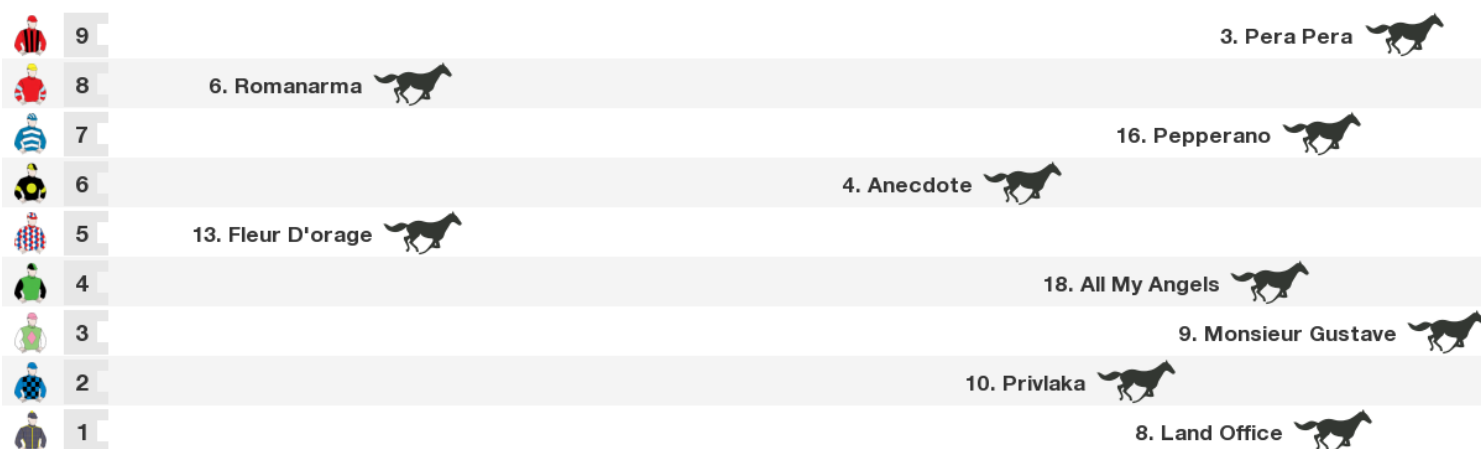 9 3. Pera Pera
8 6. Romanarma
7 16. Pepperano
6 4. Anecdote
5 13. Fleur D'orage
4 18. All My Angels
3 9. Monsieur Gustave
2 10. Privlaka
1 8. Land Office